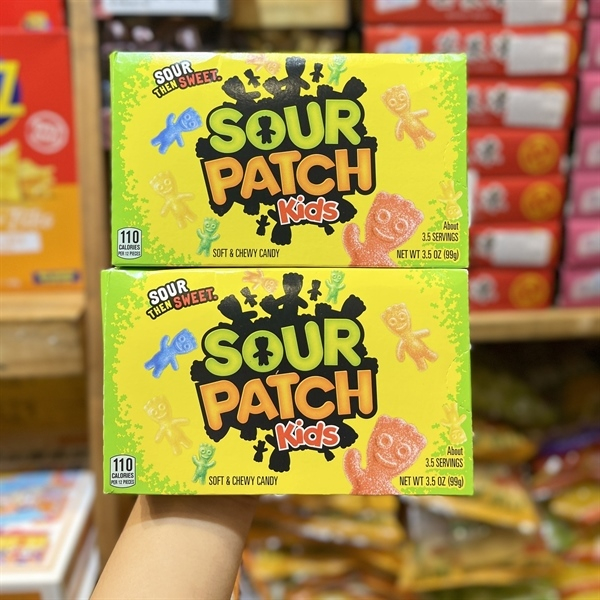 SOUR
THEN SWEET.
SOUR
PATCH
Kids
110
CALORIES
PER 12 PIECES
SOFT & CHEWY CANDY
About
3.5 SERVINGS
NET WT 3.5 OZ (99g)
SOUR
THEN SWEET.
SOUR
PATCH
Kids
110
CALORIES
PER 12 PIECES
SOFT & CHEWY CANDY
About
3.5 SERVINGS
NET WT 3.5 OZ (99g)